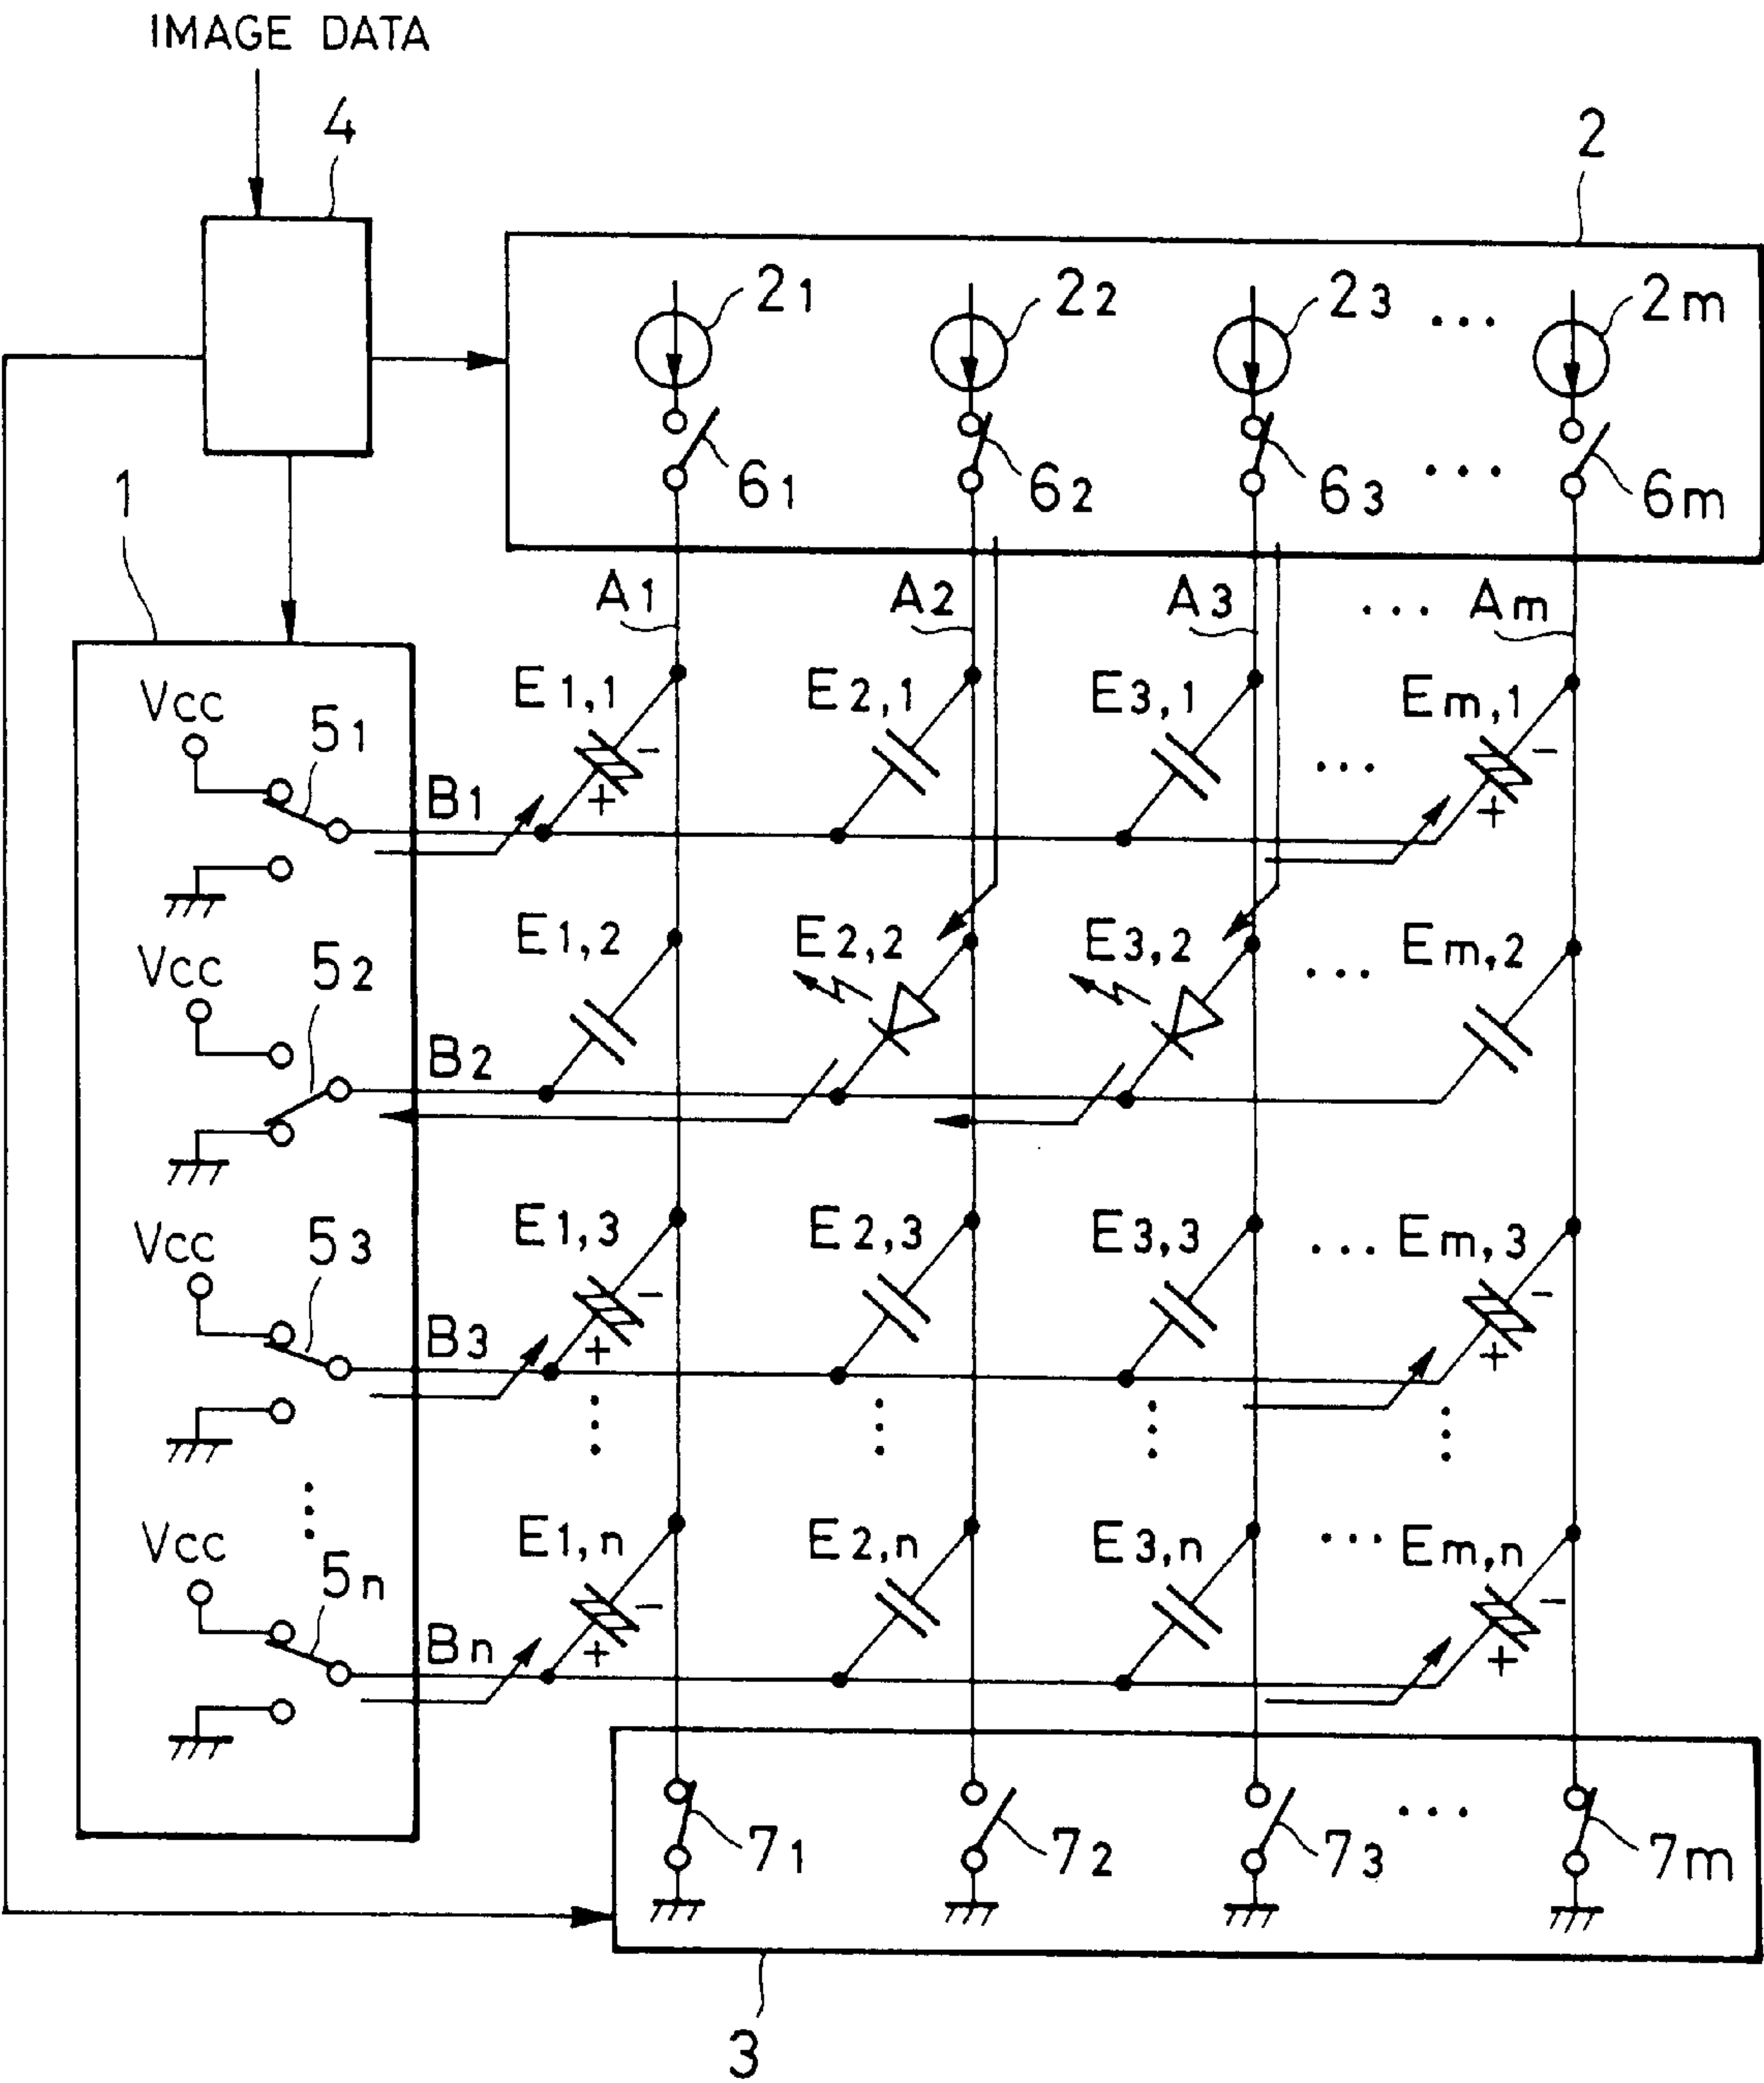 IMAGE DATA
4
2
2₁ 2₂ 2₃ ... 2m
6₁ 6₂ 6₃ ... 6m
1
A₁ A₂ A₃ ... Am
E1,1 E2,1 E3,1 Em,1
Vcc
5₁
− −
B₁
...
+ +
E1,2 E2,2 E3,2 ... Em,2
Vcc
5₂
B₂
E1,3 E2,3 E3,3 ... Em,3
Vcc
5₃
− −
B₃
+ +
E1,n E2,n E3,n ... Em,n
Vcc
5n
− −
Bn
+ +
7₁ 7₂ 7₃ ... 7m
3